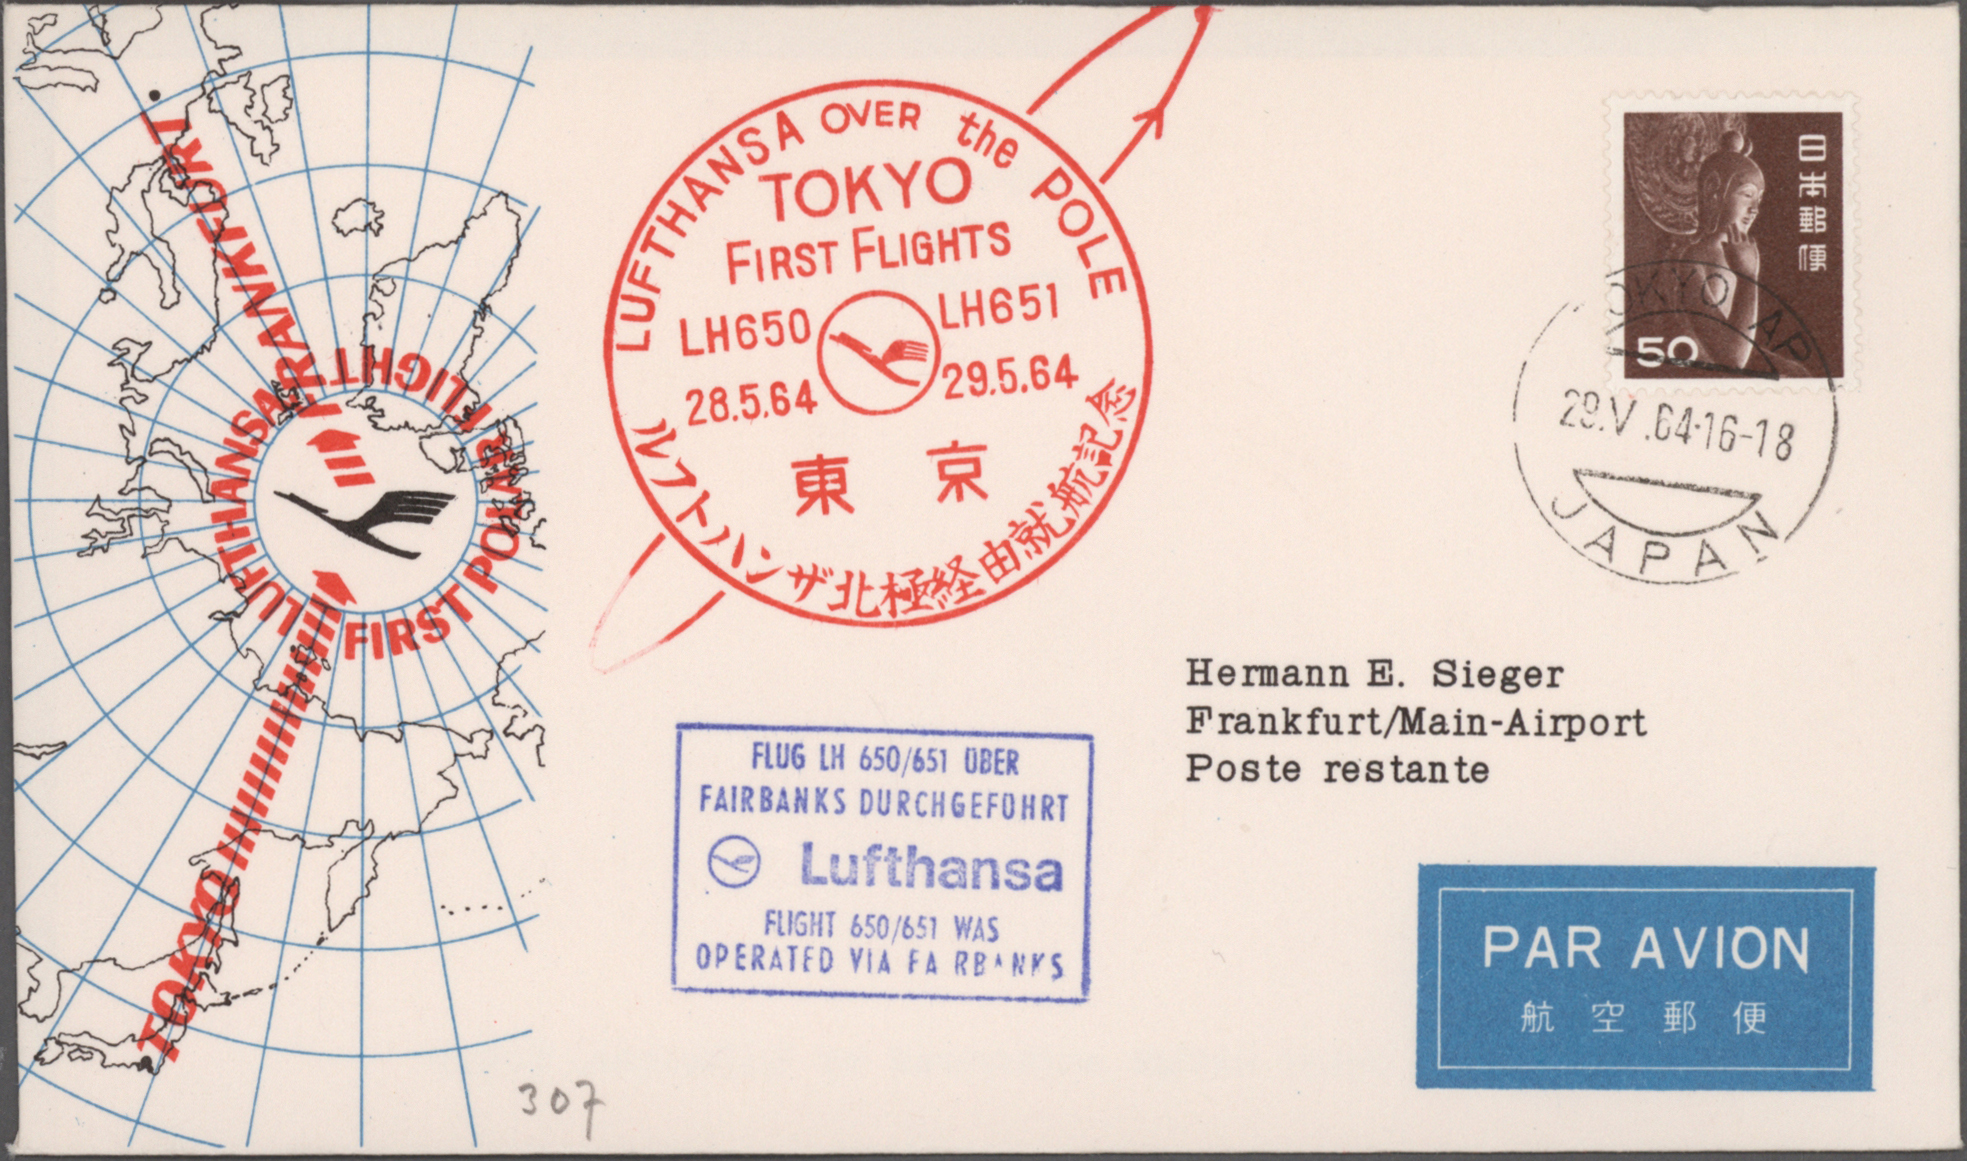 FRANKFURT
LUFTHANSA FIRST POLAR FLIGHT
TOKYO
LUFTHANSA OVER the POLE
TOKYO
FIRST FLIGHTS
LH650 LH651
28.5.64 29.5.64
東京
ルフトハンザ北極経由就航記念
日本郵便
50
TOKYO AP
29.V.64·16-18
JAPAN
Hermann E. Sieger
Frankfurt/Main-Airport
Poste restante
FLUG LH 650/651 ÜBER
FAIRBANKS DURCHGEFÜHRT
Lufthansa
FLIGHT 650/651 WAS
OPERATED VIA FAIRBANKS
PAR AVION
航空郵便
307